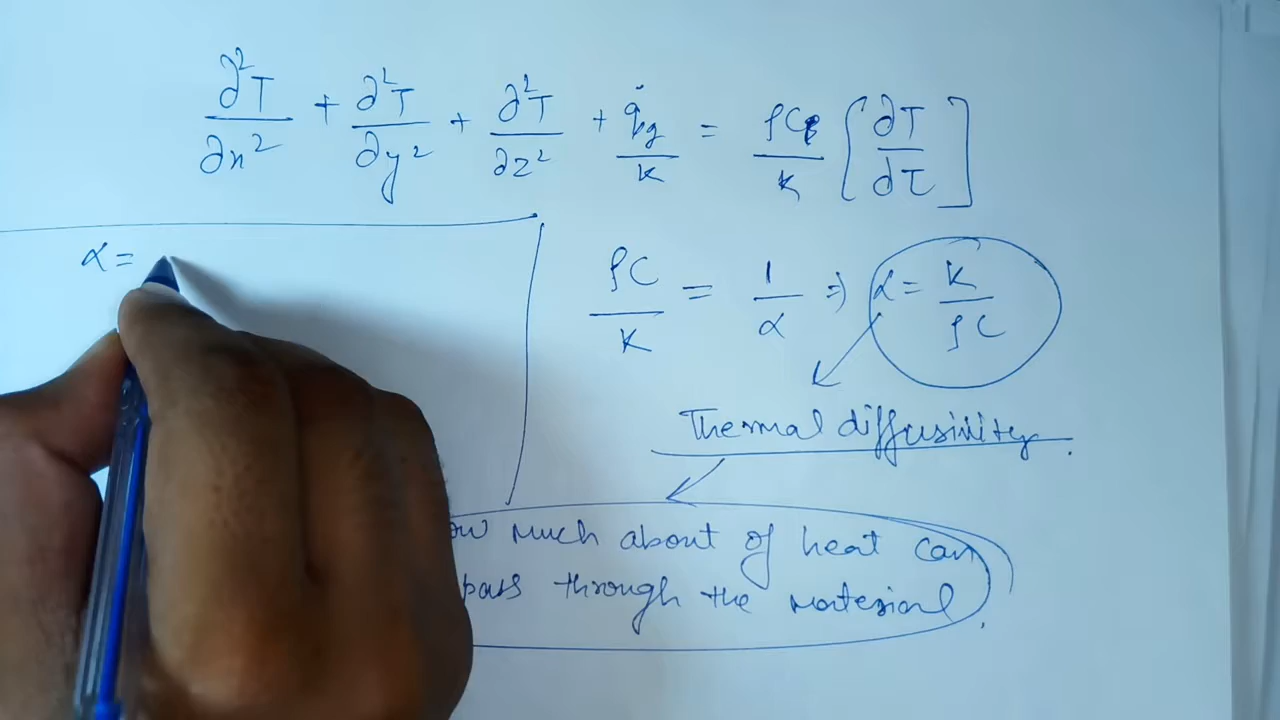 ∂²T/∂x² + ∂²T/∂y² + ∂²T/∂z² + q̇g/k = ρC/k [∂T/∂τ]
α =
ρC/k = 1/α ⇒ α = k/ρC
Thermal diffusivity.
much about of heat can
pass through the material.